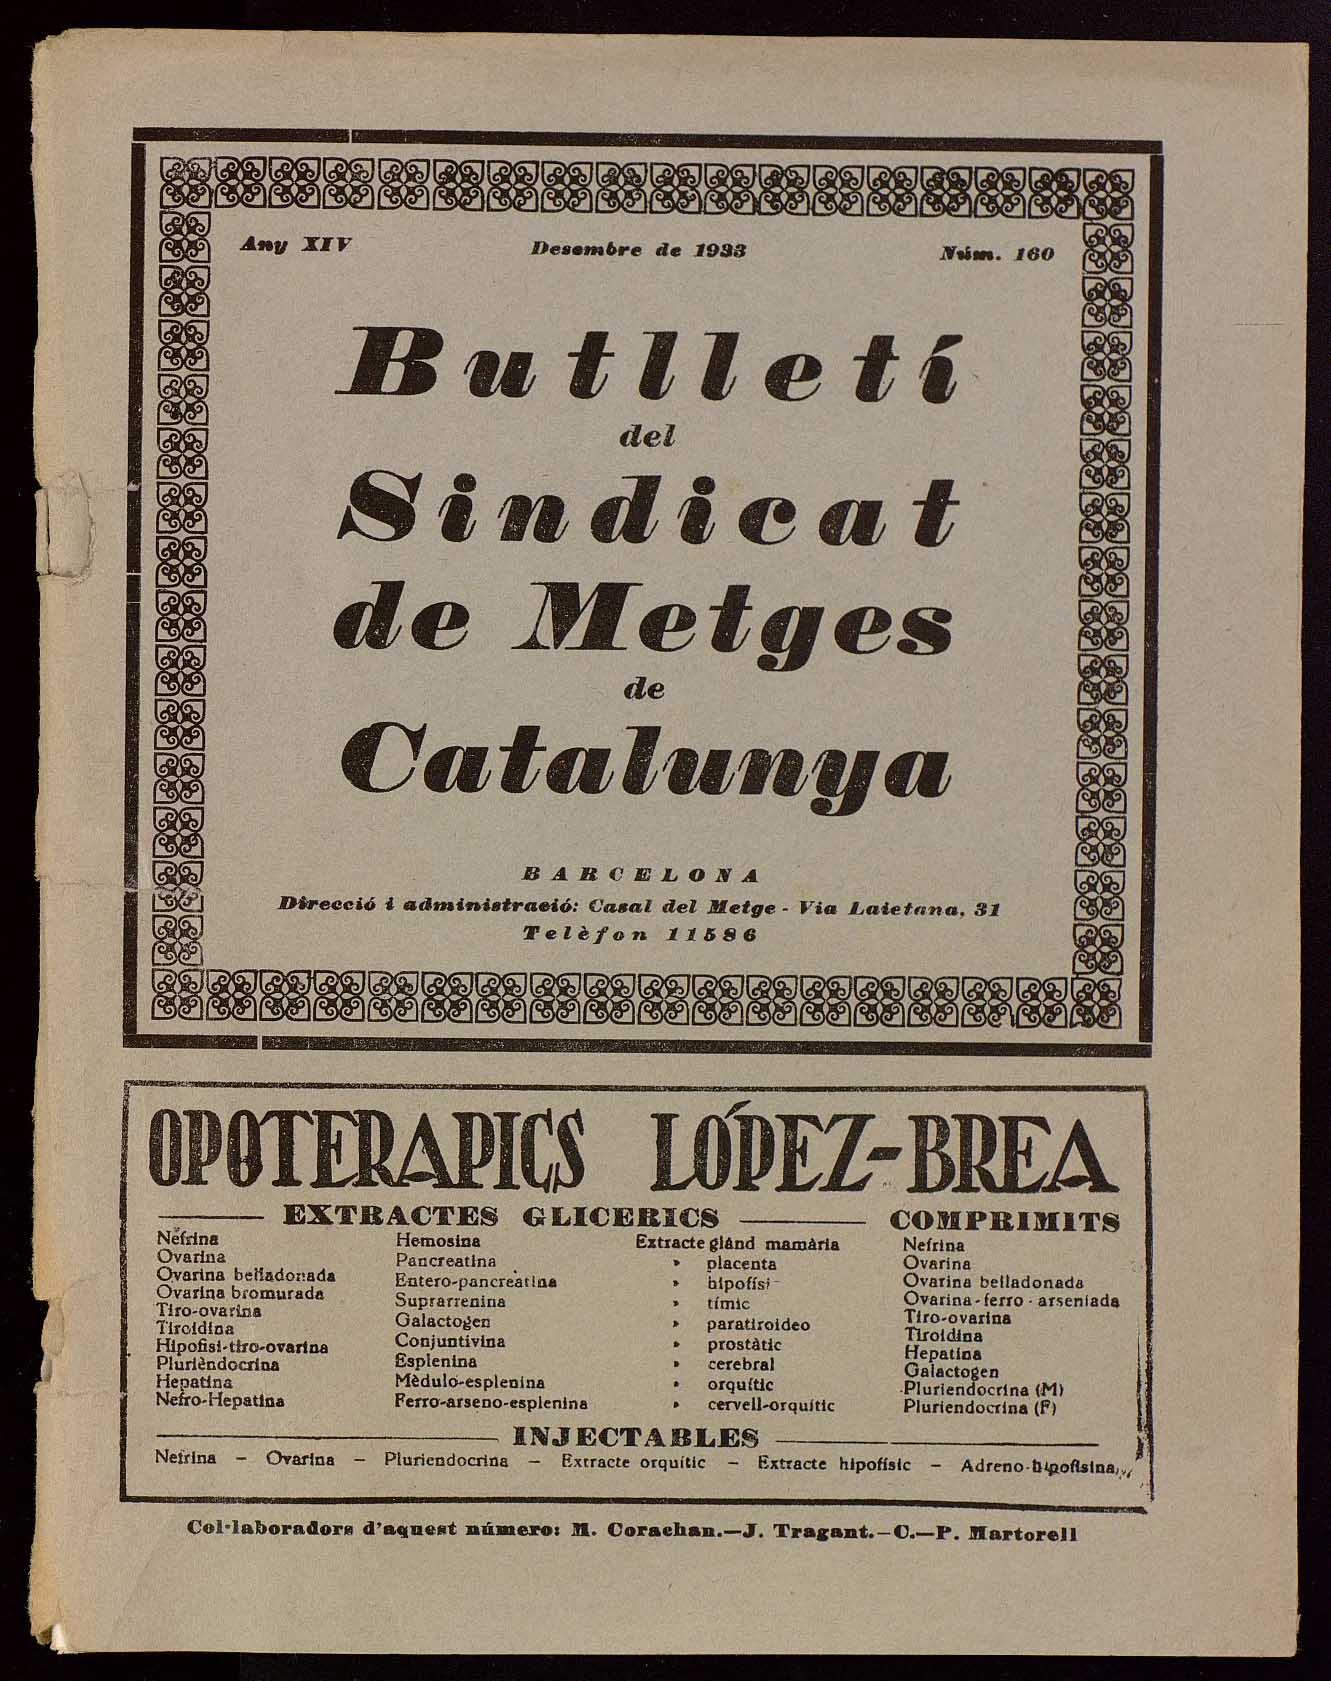 Any XIV Desembre de 1933 Núm. 160
Butlletí
del
Sindicat
de Metges
de
Catalunya
BARCELONA
Direcció i administració: Casal del Metge - Via Laietana, 31
Telèfon 11586
OPOTERAPICS LÓPEZ-BREA
EXTRACTES GLICERICS
Nefrina
Ovarina
Ovarina belladonada
Ovarina bromurada
Tiro-ovarina
Tiroidina
Hipofisi-tiro-ovarina
Plurièndocrina
Hepatina
Nefro-Hepatina
Hemosina
Pancreatina
Entero-pancreatina
Suprarrenina
Galactogen
Conjuntivina
Esplenina
Mèdulo-esplenina
Ferro-arseno-esplenina
Extracte glànd mamària
» placenta
» hipofísi
» tímic
» paratiroideo
» prostàtic
» cerebral
» orquític
» cervell-orquític
COMPRIMITS
Nefrina
Ovarina
Ovarina belladonada
Ovarina-ferro-arseniada
Tiro-ovarina
Tiroidina
Hepatina
Galactogen
Pluriendocrina (M)
Pluriendocrina (F)
INJECTABLES
Nefrina — Ovarina — Pluriendocrina — Extracte orquític — Extracte hipofísic — Adreno-hipofisina
Col·laboradors d'aquest número: M. Corachan.—J. Tragant.—C.—P. Martorell